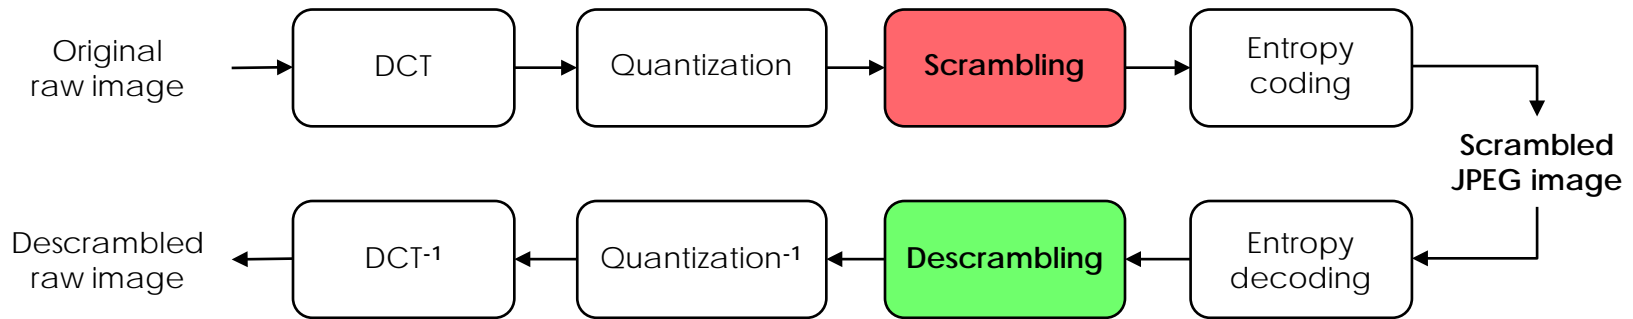 Original
raw image
DCT
Quantization
Scrambling
Entropy
coding
Scrambled
JPEG image
Descrambled
raw image
DCT-1
Quantization-1
Descrambling
Entropy
decoding